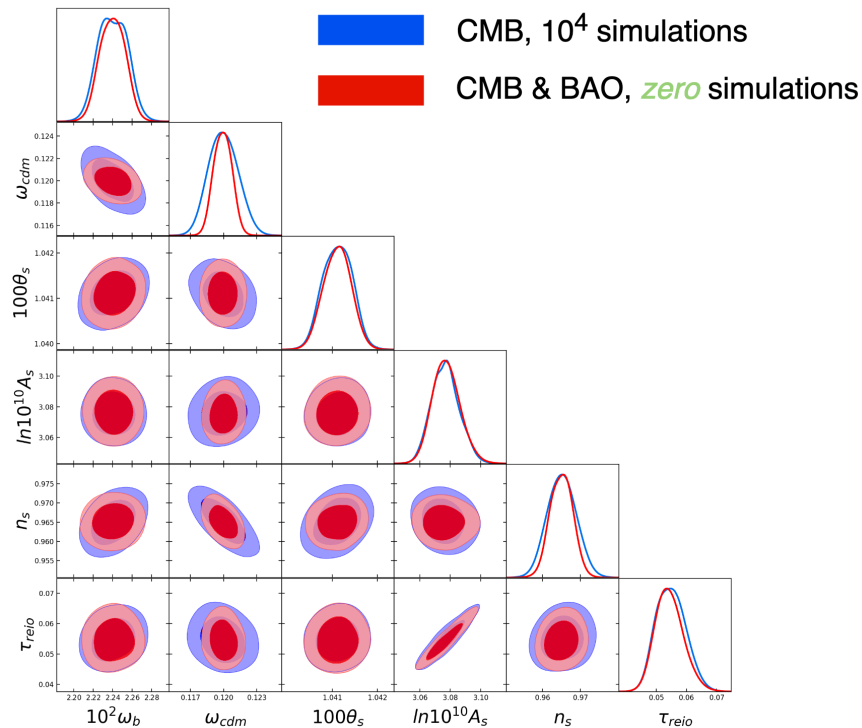 CMB, 10⁴ simulations
CMB & BAO, zero simulations
0.124
0.120
0.116
ω_cdm
1.042
1.041
1.040
100θ_s
3.10
3.08
3.06
ln10¹⁰A_s
0.975
0.970
0.965
0.960
0.955
n_s
0.07
0.06
0.05
0.04
τ_reio
2.20 2.22 2.24 2.26 2.28
0.117 0.120 0.123
1.041 1.042
3.06 3.08 3.10
0.96 0.97
0.05 0.06 0.07
10²ω_b
ω_cdm
100θ_s
ln10¹⁰A_s
n_s
τ_reio